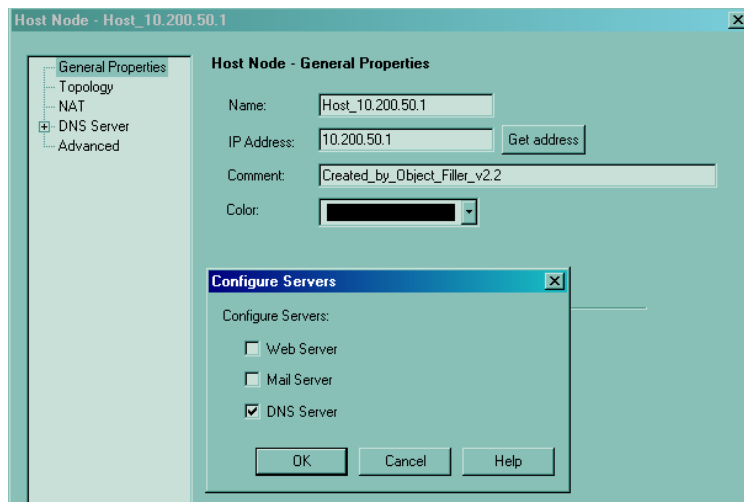 Host Node - Host_10.200.50.1
General Properties
Topology
NAT
DNS Server
Advanced
Host Node - General Properties
Name: Host_10.200.50.1
IP Address: 10.200.50.1 Get address
Comment: Created_by_Object_Filler_v2.2
Color:
Configure Servers
Configure Servers:
Web Server
Mail Server
DNS Server
OK Cancel Help